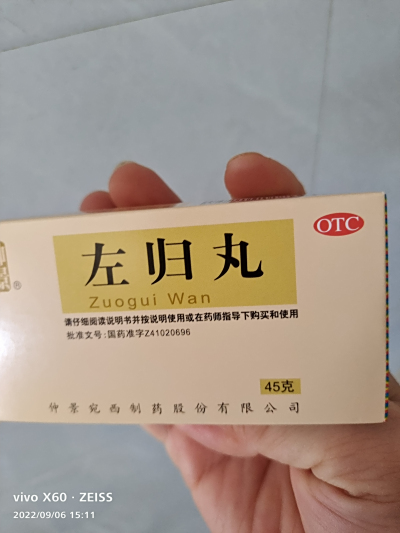 OTC
左归丸
Zuogui Wan
请仔细阅读说明书并按说明使用或在药师指导下购买和使用
批准文号:国药准字Z41020696
45克
仲景宛西制药股份有限公司
vivo X60 · ZEISS
2022/09/06 15:11